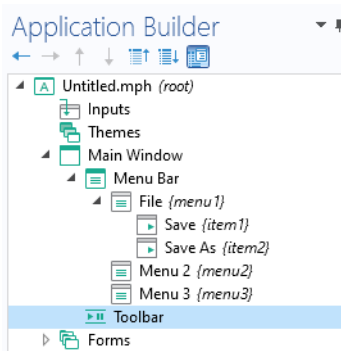 Application Builder
Untitled.mph (root)
Inputs
Themes
Main Window
Menu Bar
File {menu1}
Save {item1}
Save As {item2}
Menu 2 {menu2}
Menu 3 {menu3}
Toolbar
Forms